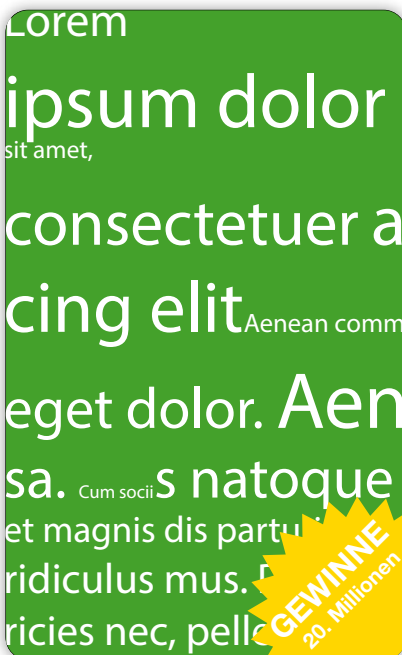 Lorem
ipsum dolor
sit amet,
consectetuer a
cing elit Aenean comm
eget dolor. Aen
sa. Cum sociis natoque
et magnis dis partu
ridiculus mus.
ricies nec, pelle
GEWINNE
20. Millionen